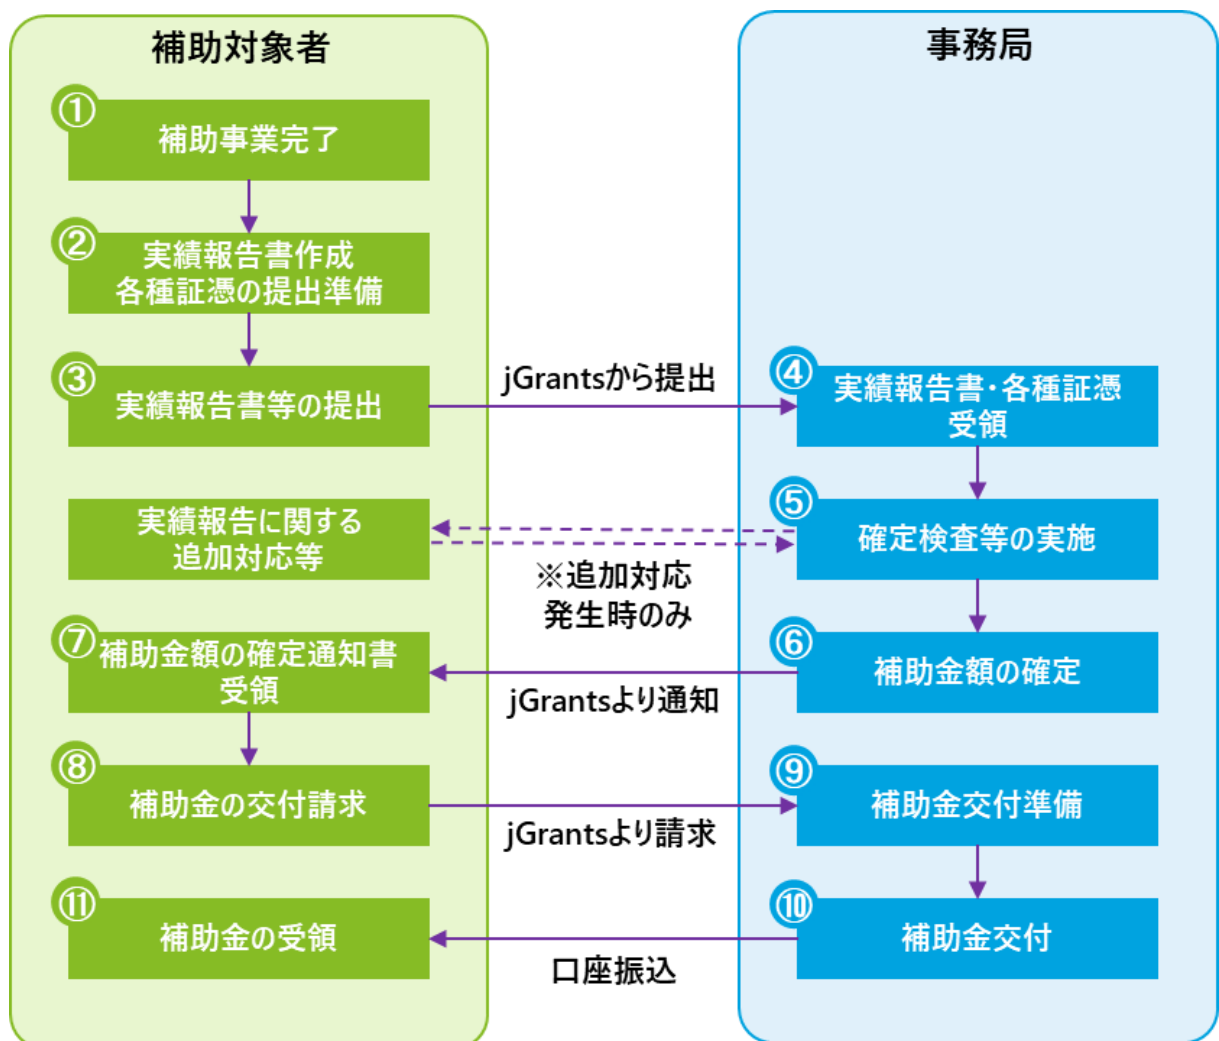 補助対象者
事務局
①
補助事業完了
②
実績報告書作成
各種証憑の提出準備
③
実績報告書等の提出
jGrantsから提出
④
実績報告書・各種証憑
受領
実績報告に関する
追加対応等
※追加対応
発生時のみ
⑤
確定検査等の実施
⑥
補助金額の確定
jGrantsより通知
⑦
補助金額の確定通知書
受領
⑧
補助金の交付請求
jGrantsより請求
⑨
補助金交付準備
⑩
補助金交付
口座振込
⑪
補助金の受領